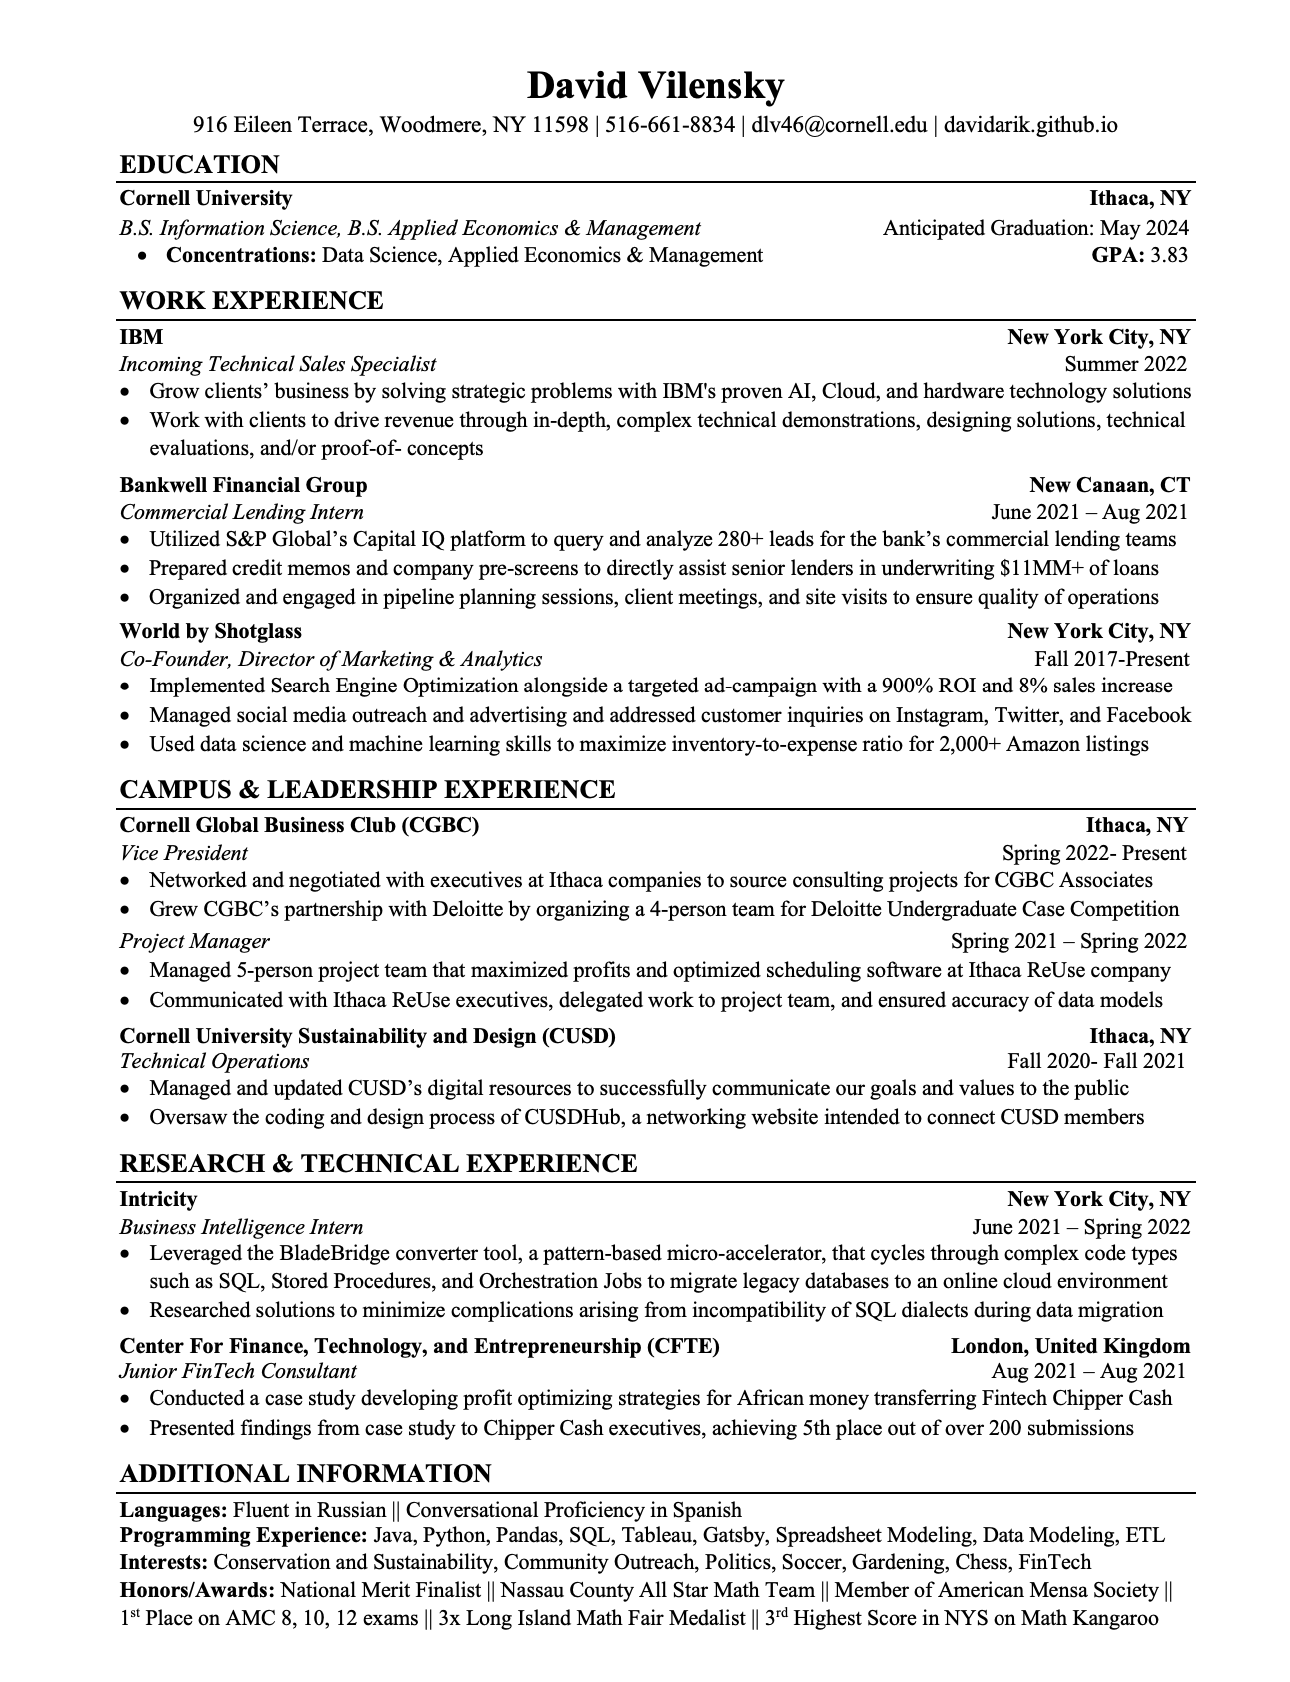 David Vilensky
916 Eileen Terrace, Woodmere, NY 11598 | 516-661-8834 | dlv46@cornell.edu | davidarik.github.io
EDUCATION
Cornell University Ithaca, NY
B.S. Information Science, B.S. Applied Economics & Management Anticipated Graduation: May 2024
• Concentrations: Data Science, Applied Economics & Management GPA: 3.83
WORK EXPERIENCE
IBM New York City, NY
Incoming Technical Sales Specialist Summer 2022
• Grow clients’ business by solving strategic problems with IBM's proven AI, Cloud, and hardware technology solutions
• Work with clients to drive revenue through in-depth, complex technical demonstrations, designing solutions, technical
evaluations, and/or proof-of- concepts
Bankwell Financial Group New Canaan, CT
Commercial Lending Intern June 2021 – Aug 2021
• Utilized S&P Global’s Capital IQ platform to query and analyze 280+ leads for the bank’s commercial lending teams
• Prepared credit memos and company pre-screens to directly assist senior lenders in underwriting $11MM+ of loans
• Organized and engaged in pipeline planning sessions, client meetings, and site visits to ensure quality of operations
World by Shotglass New York City, NY
Co-Founder, Director of Marketing & Analytics Fall 2017-Present
• Implemented Search Engine Optimization alongside a targeted ad-campaign with a 900% ROI and 8% sales increase
• Managed social media outreach and advertising and addressed customer inquiries on Instagram, Twitter, and Facebook
• Used data science and machine learning skills to maximize inventory-to-expense ratio for 2,000+ Amazon listings
CAMPUS & LEADERSHIP EXPERIENCE
Cornell Global Business Club (CGBC) Ithaca, NY
Vice President Spring 2022- Present
• Networked and negotiated with executives at Ithaca companies to source consulting projects for CGBC Associates
• Grew CGBC’s partnership with Deloitte by organizing a 4-person team for Deloitte Undergraduate Case Competition
Project Manager Spring 2021 – Spring 2022
• Managed 5-person project team that maximized profits and optimized scheduling software at Ithaca ReUse company
• Communicated with Ithaca ReUse executives, delegated work to project team, and ensured accuracy of data models
Cornell University Sustainability and Design (CUSD) Ithaca, NY
Technical Operations Fall 2020- Fall 2021
• Managed and updated CUSD’s digital resources to successfully communicate our goals and values to the public
• Oversaw the coding and design process of CUSDHub, a networking website intended to connect CUSD members
RESEARCH & TECHNICAL EXPERIENCE
Intricity New York City, NY
Business Intelligence Intern June 2021 – Spring 2022
• Leveraged the BladeBridge converter tool, a pattern-based micro-accelerator, that cycles through complex code types
such as SQL, Stored Procedures, and Orchestration Jobs to migrate legacy databases to an online cloud environment
• Researched solutions to minimize complications arising from incompatibility of SQL dialects during data migration
Center For Finance, Technology, and Entrepreneurship (CFTE) London, United Kingdom
Junior FinTech Consultant Aug 2021 – Aug 2021
• Conducted a case study developing profit optimizing strategies for African money transferring Fintech Chipper Cash
• Presented findings from case study to Chipper Cash executives, achieving 5th place out of over 200 submissions
ADDITIONAL INFORMATION
Languages: Fluent in Russian || Conversational Proficiency in Spanish
Programming Experience: Java, Python, Pandas, SQL, Tableau, Gatsby, Spreadsheet Modeling, Data Modeling, ETL
Interests: Conservation and Sustainability, Community Outreach, Politics, Soccer, Gardening, Chess, FinTech
Honors/Awards: National Merit Finalist || Nassau County All Star Math Team || Member of American Mensa Society ||
1st Place on AMC 8, 10, 12 exams || 3x Long Island Math Fair Medalist || 3rd Highest Score in NYS on Math Kangaroo